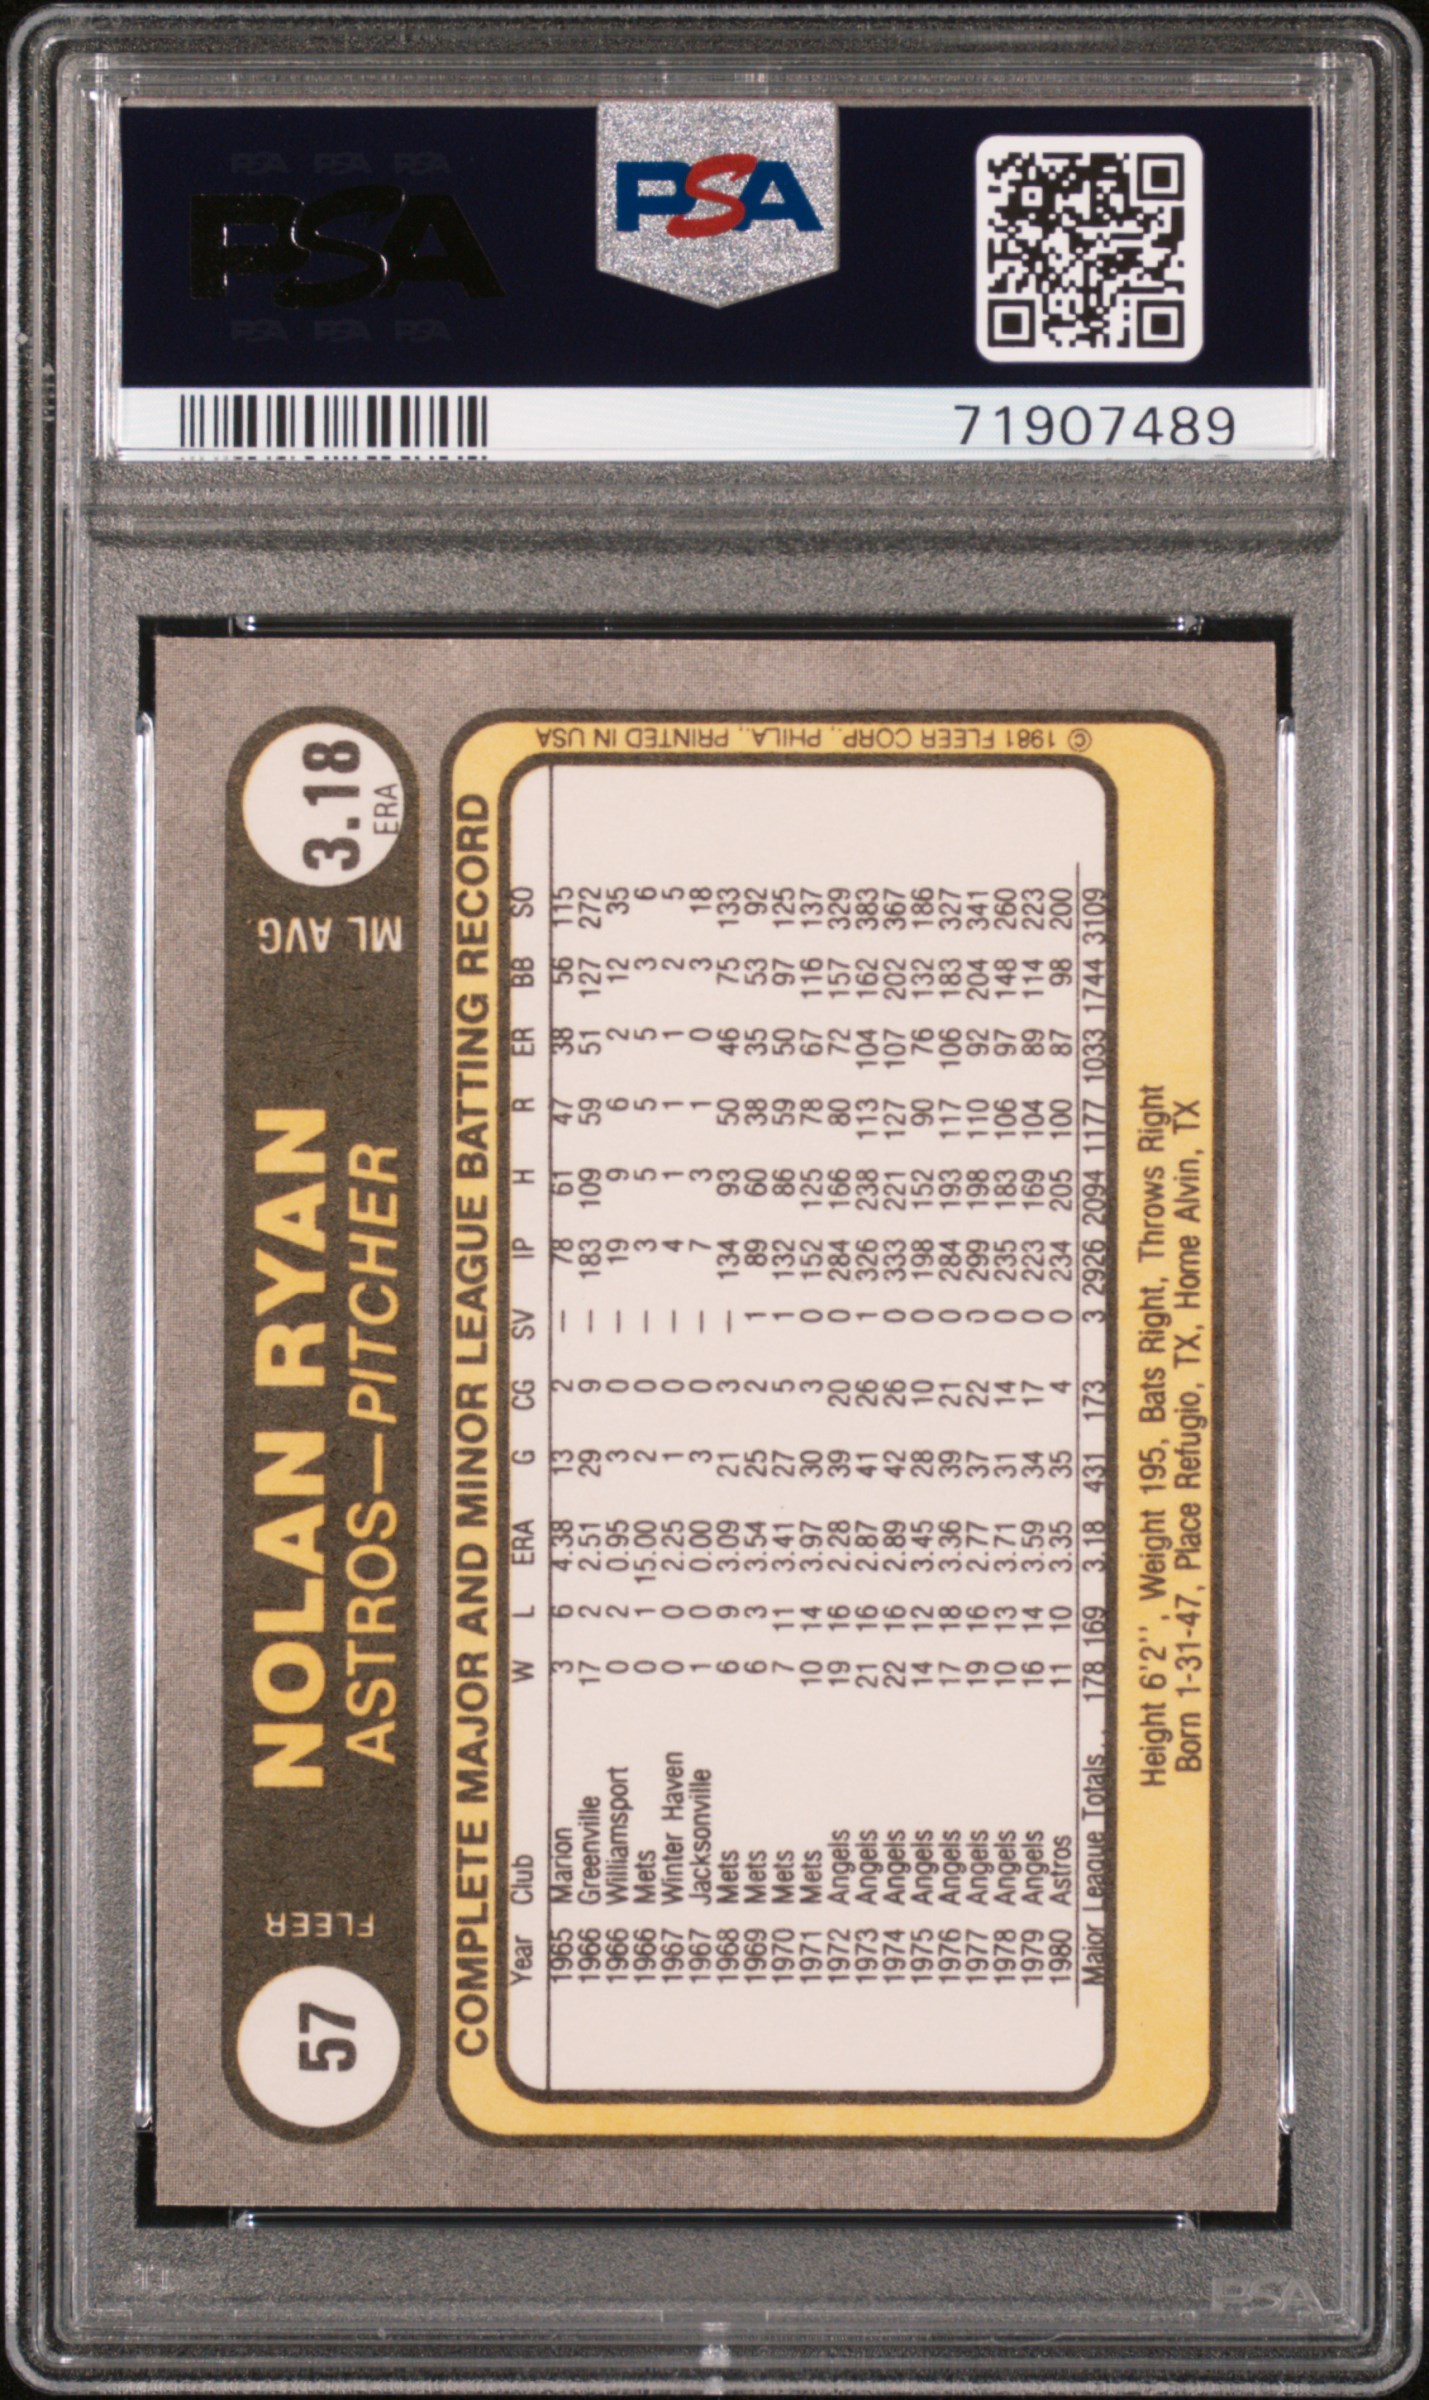 PSA PSA PSA
PSA
PSA PSA PSA
PSA
71907489
57
FLEER
NOLAN RYAN
ASTROS—PITCHER
ML AVG.
3.18
ERA
COMPLETE MAJOR AND MINOR LEAGUE BATTING RECORD
Year Club W L ERA G CG SV IP H R ER BB SO
1965 Marion 3 6 4.38 13 2 — 78 61 47 38 56 115
1966 Greenville 17 2 2.51 29 9 — 183 109 59 51 127 272
1966 Williamsport 0 2 0.95 3 0 — 19 9 6 2 12 35
1966 Mets 0 1 15.00 2 0 — 3 5 5 5 3 6
1967 Winter Haven 0 0 2.25 1 0 — 4 1 1 1 2 5
1967 Jacksonville 1 0 0.00 3 0 — 7 3 1 0 3 18
1968 Mets 6 9 3.09 21 3 — 134 93 50 46 75 133
1969 Mets 6 3 3.54 25 2 1 89 60 38 35 53 92
1970 Mets 7 11 3.41 27 5 1 132 86 59 50 97 125
1971 Mets 10 14 3.97 30 3 0 152 125 78 67 116 137
1972 Angels 19 16 2.28 39 20 0 284 166 80 72 157 329
1973 Angels 21 16 2.87 41 26 1 326 238 113 104 162 383
1974 Angels 22 16 2.89 42 26 0 333 221 127 107 202 367
1975 Angels 14 12 3.45 28 10 0 198 152 90 76 132 186
1976 Angels 17 18 3.36 39 21 0 284 193 117 106 183 327
1977 Angels 19 16 2.77 37 22 0 299 198 110 92 204 341
1978 Angels 10 13 3.71 31 14 0 235 183 106 97 148 260
1979 Angels 16 14 3.59 34 17 0 223 169 104 89 114 223
1980 Astros 11 10 3.35 35 4 0 234 205 100 87 98 200
Major League Totals.. 178 169 3.18 431 173 3 2926 2094 1177 1033 1744 3109
Height 6'2'', Weight 195, Bats Right, Throws Right
Born 1-31-47, Place Refugio, TX, Home Alvin, TX
© 1981 FLEER CORP., PHILA., PRINTED IN USA
PSA